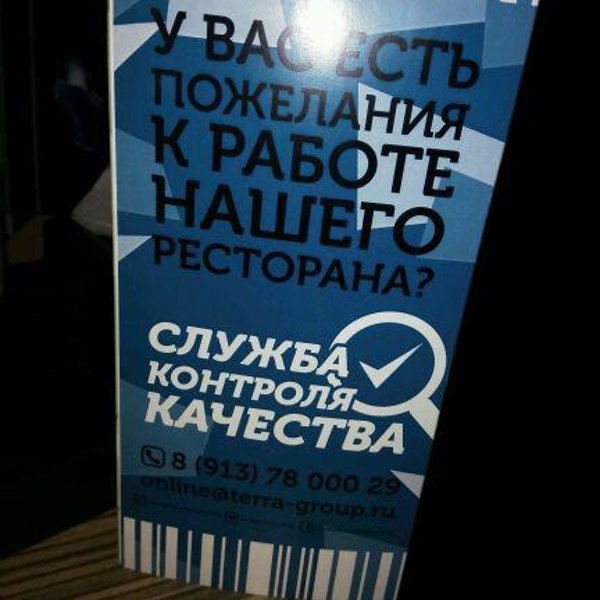 У ВАС ЕСТЬ
ПОЖЕЛАНИЯ
К РАБОТЕ
НАШЕГО
РЕСТОРАНА?
СЛУЖБА
КОНТРОЛЯ
КАЧЕСТВА
8 (913) 78 000 29
online@terra-group.ru